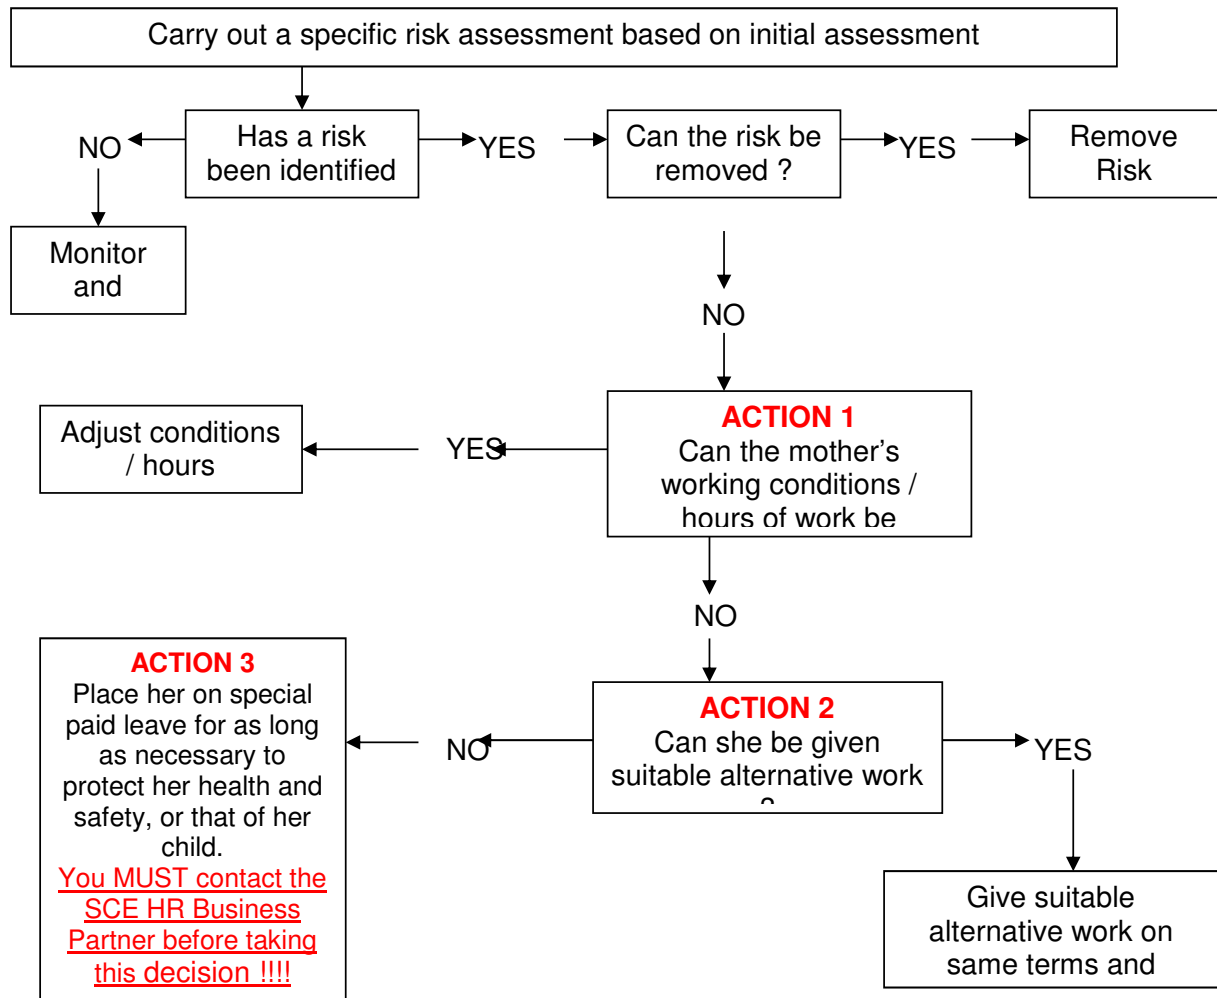 Carry out a specific risk assessment based on initial assessment
NO
Has a risk
been identified
YES
Can the risk be
removed ?
YES
Remove
Risk
Monitor
and
NO
ACTION 1
Can the mother’s
working conditions /
hours of work be
YES
Adjust conditions
/ hours
NO
ACTION 2
Can she be given
suitable alternative work
?
NO
YES
ACTION 3
Place her on special
paid leave for as long
as necessary to
protect her health and
safety, or that of her
child.
You MUST contact the
SCE HR Business
Partner before taking
this decision !!!!
Give suitable
alternative work on
same terms and